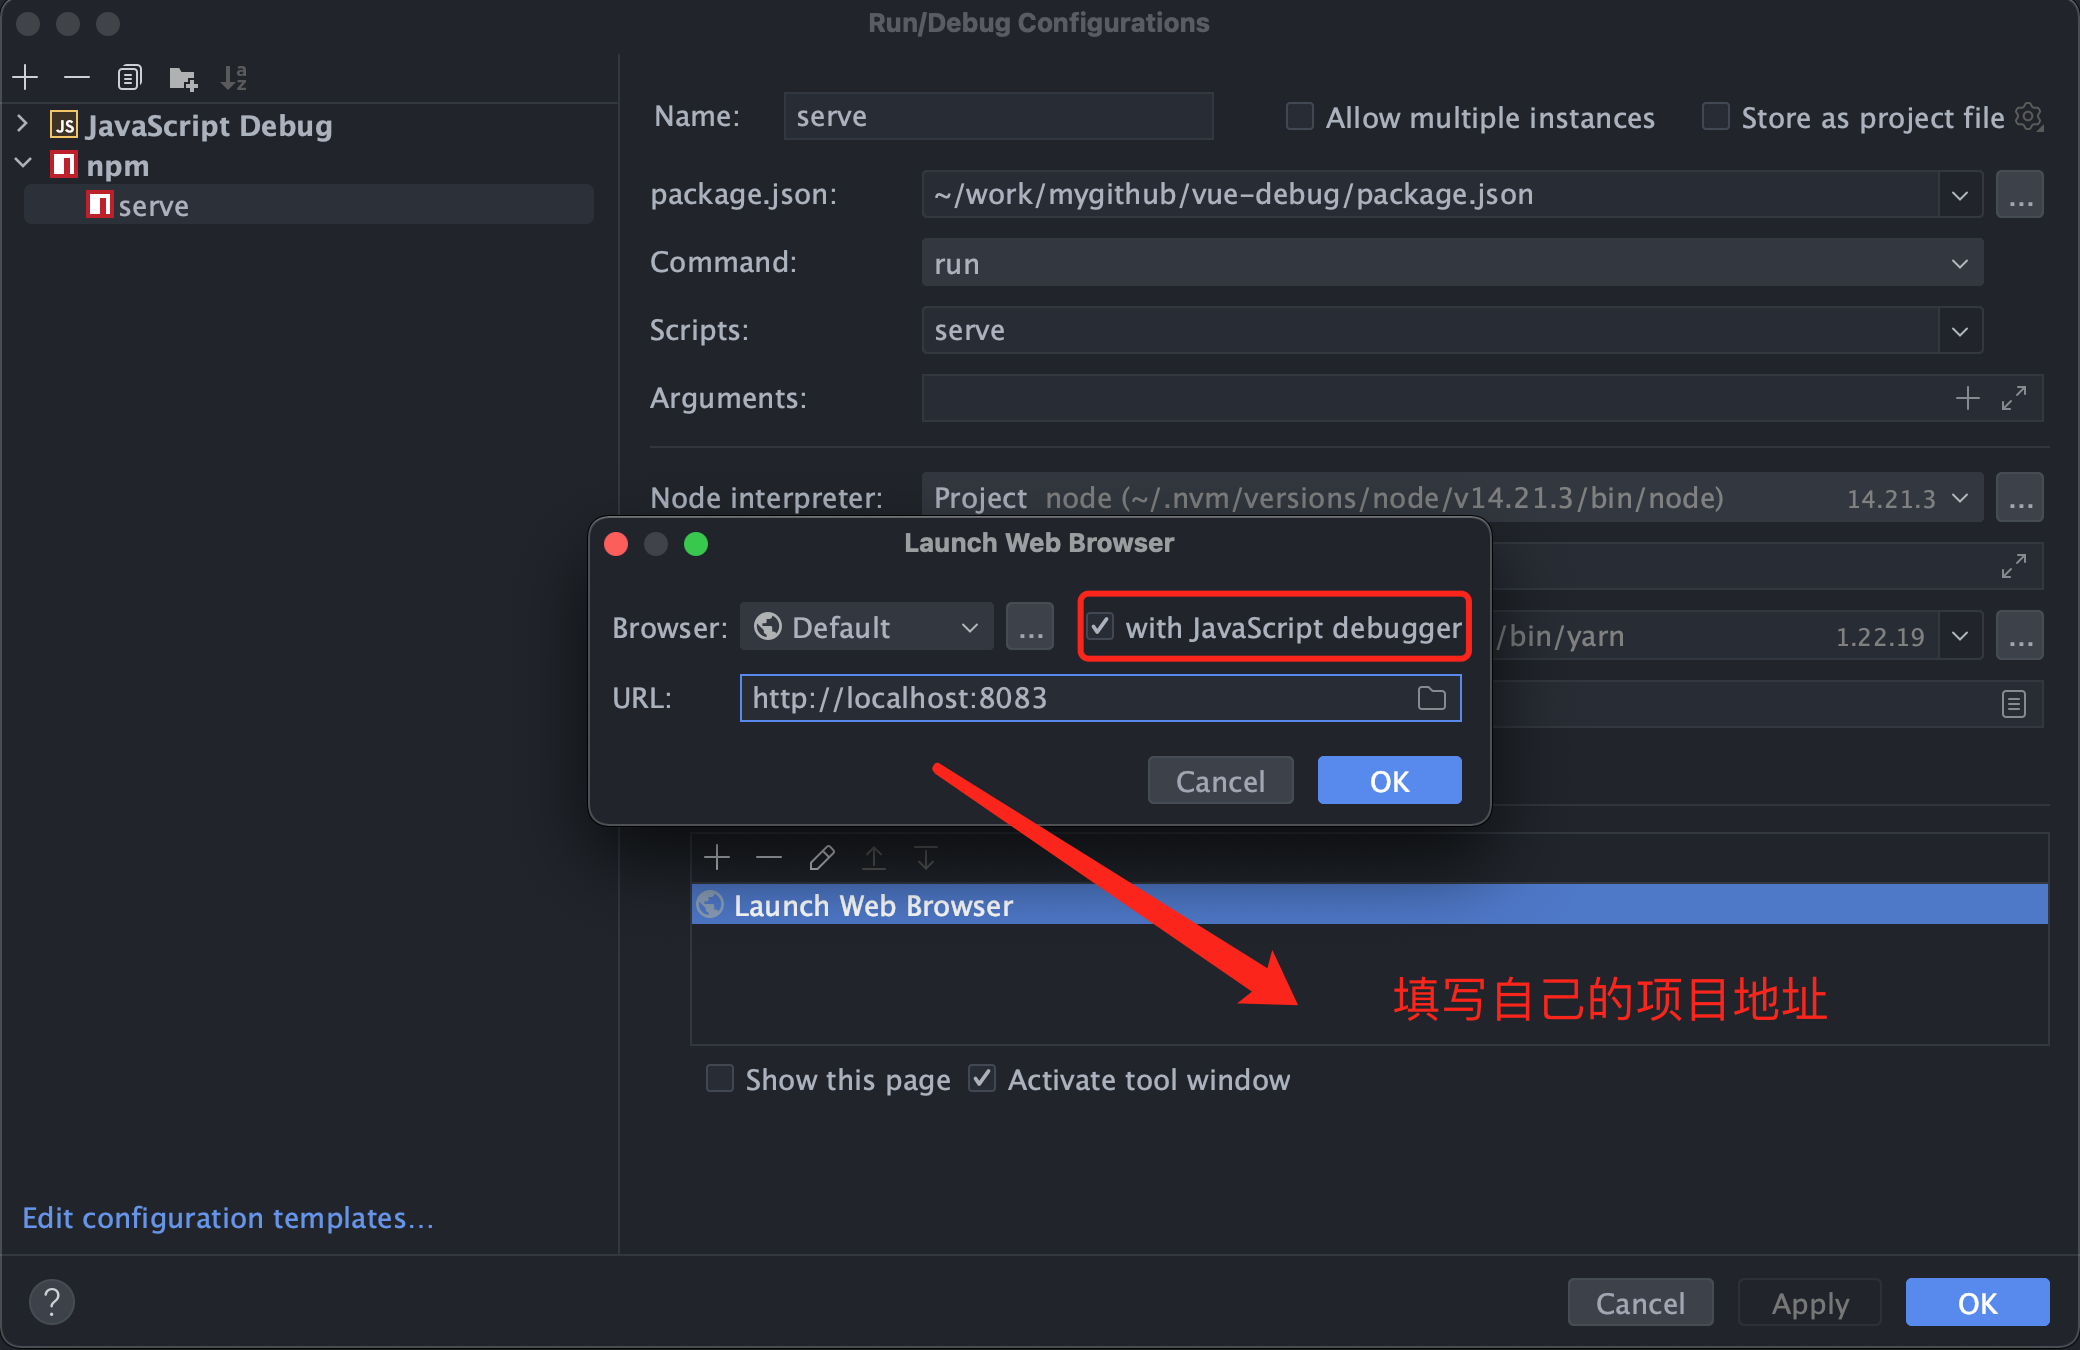 Run/Debug Configurations
JavaScript Debug
npm
serve
Name: serve
Allow multiple instances
Store as project file
package.json: ~/work/mygithub/vue-debug/package.json
Command: run
Scripts: serve
Arguments:
Node interpreter: Project node (~/.nvm/versions/node/v14.21.3/bin/node) 14.21.3
/bin/yarn 1.22.19
Launch Web Browser
Browser: Default ... with JavaScript debugger
URL: http://localhost:8083
Cancel OK
Launch Web Browser
填写自己的项目地址
Show this page Activate tool window
Edit configuration templates...
? Cancel Apply OK